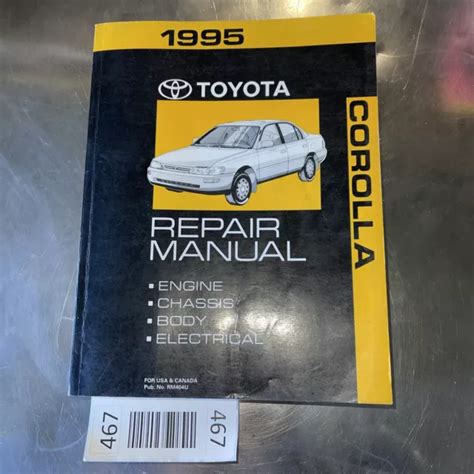 1995
TOYOTA
COROLLA
REPAIR
MANUAL
▪ ENGINE
▪ CHASSIS
▪ BODY
▪ ELECTRICAL
FOR USA & CANADA
Pub. No. RM404U
467
467